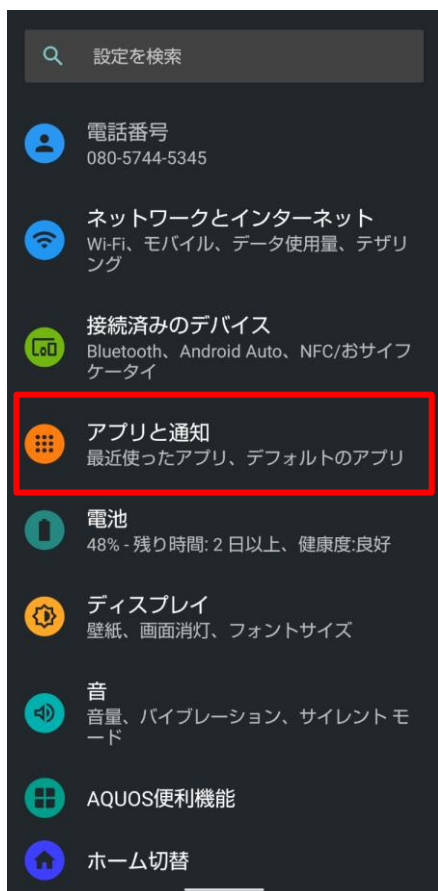 設定を検索
電話番号
080-5744-5345
ネットワークとインターネット
Wi-Fi、モバイル、データ使用量、テザリ
ング
接続済みのデバイス
Bluetooth、Android Auto、NFC/おサイフ
ケータイ
アプリと通知
最近使ったアプリ、デフォルトのアプリ
電池
48% - 残り時間: 2 日以上、健康度:良好
ディスプレイ
壁紙、画面消灯、フォントサイズ
音
音量、バイブレーション、サイレント モ
ード
AQUOS便利機能
ホーム切替